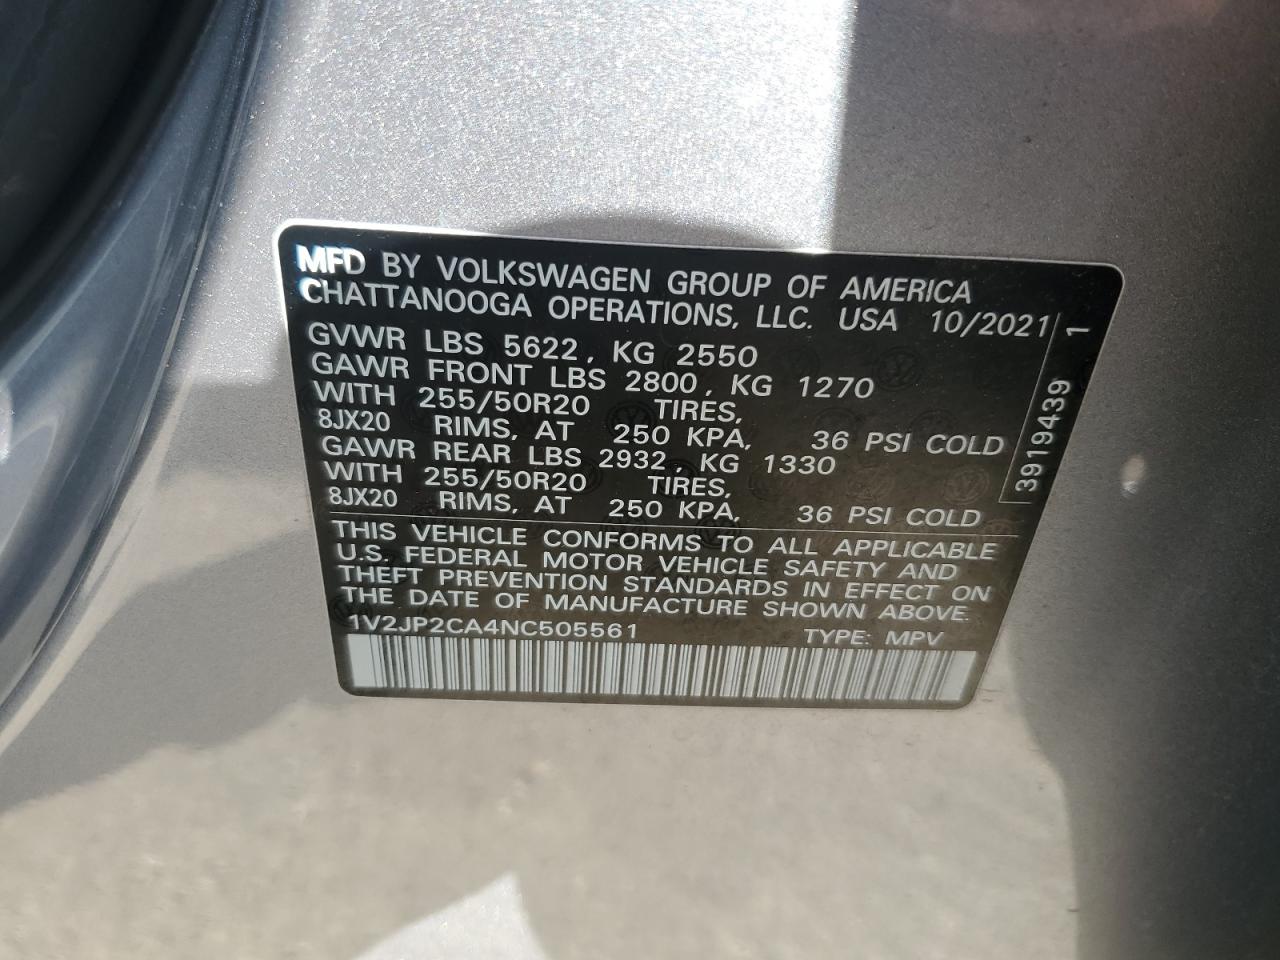 MFD BY VOLKSWAGEN GROUP OF AMERICA
CHATTANOOGA OPERATIONS, LLC. USA 10/2021
GVWR LBS 5622, KG 2550
GAWR FRONT LBS 2800, KG 1270
WITH 255/50R20 TIRES,
8JX20 RIMS, AT 250 KPA, 36 PSI COLD
GAWR REAR LBS 2932, KG 1330
WITH 255/50R20 TIRES,
8JX20 RIMS, AT 250 KPA, 36 PSI COLD
3919439 1
THIS VEHICLE CONFORMS TO ALL APPLICABLE
U.S. FEDERAL MOTOR VEHICLE SAFETY AND
THEFT PREVENTION STANDARDS IN EFFECT ON
THE DATE OF MANUFACTURE SHOWN ABOVE.
1V2JP2CA4NC505561 TYPE: MPV